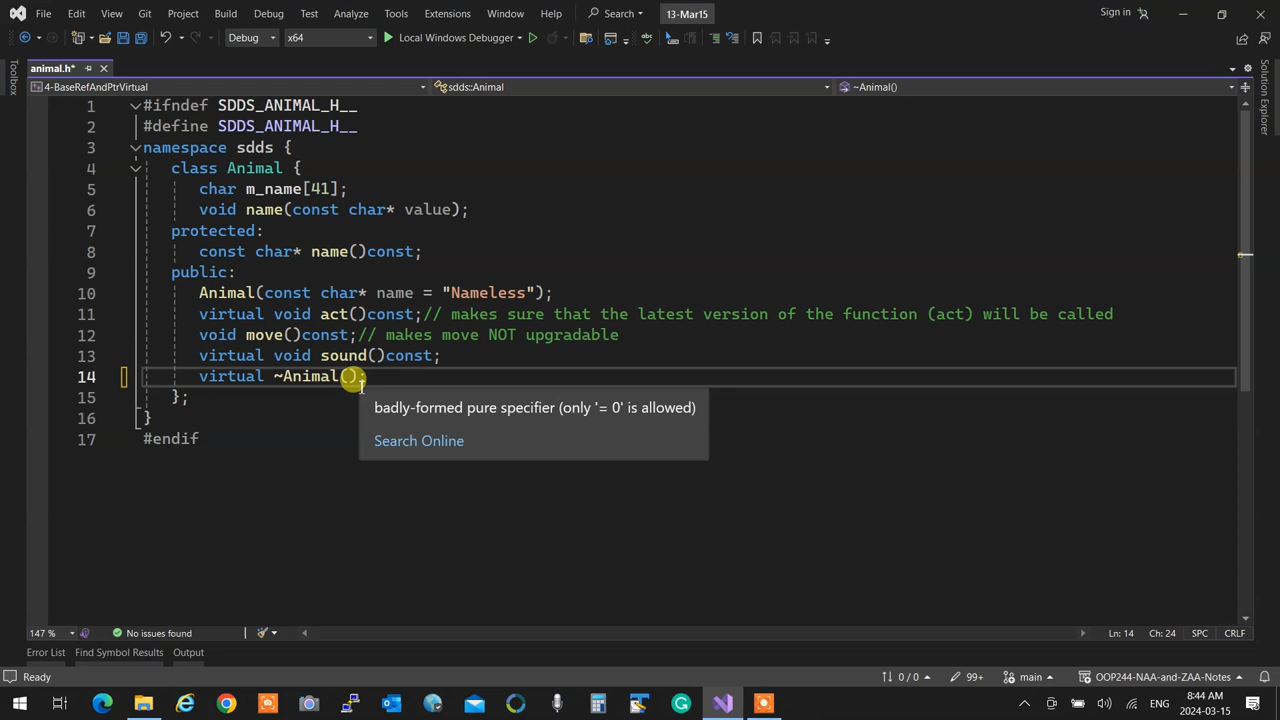 File Edit View Git Project Build Debug Test Analyze Tools Extensions Window Help Search 13-Mar15 Sign in
Debug x64 Local Windows Debugger
animal.h*
4-BaseRefAndPtrVirtual sdds::Animal ~Animal()
Toolbox
Solution Explorer
1 #ifndef SDDS_ANIMAL_H__
2 #define SDDS_ANIMAL_H__
3 namespace sdds {
4 class Animal {
5 char m_name[41];
6 void name(const char* value);
7 protected:
8 const char* name()const;
9 public:
10 Animal(const char* name = "Nameless");
11 virtual void act()const;// makes sure that the latest version of the function (act) will be called
12 void move()const;// makes move NOT upgradable
13 virtual void sound()const;
14 virtual ~Animal();
15 };
16 }
17 #endif
badly-formed pure specifier (only '= 0' is allowed)
Search Online
147 % No issues found Ln: 14 Ch: 24 SPC CRLF
Error List Find Symbol Results Output
Ready 0 / 0 99+ main OOP244-NAA-and-ZAA-Notes
ENG 8:44 AM
2024-03-15